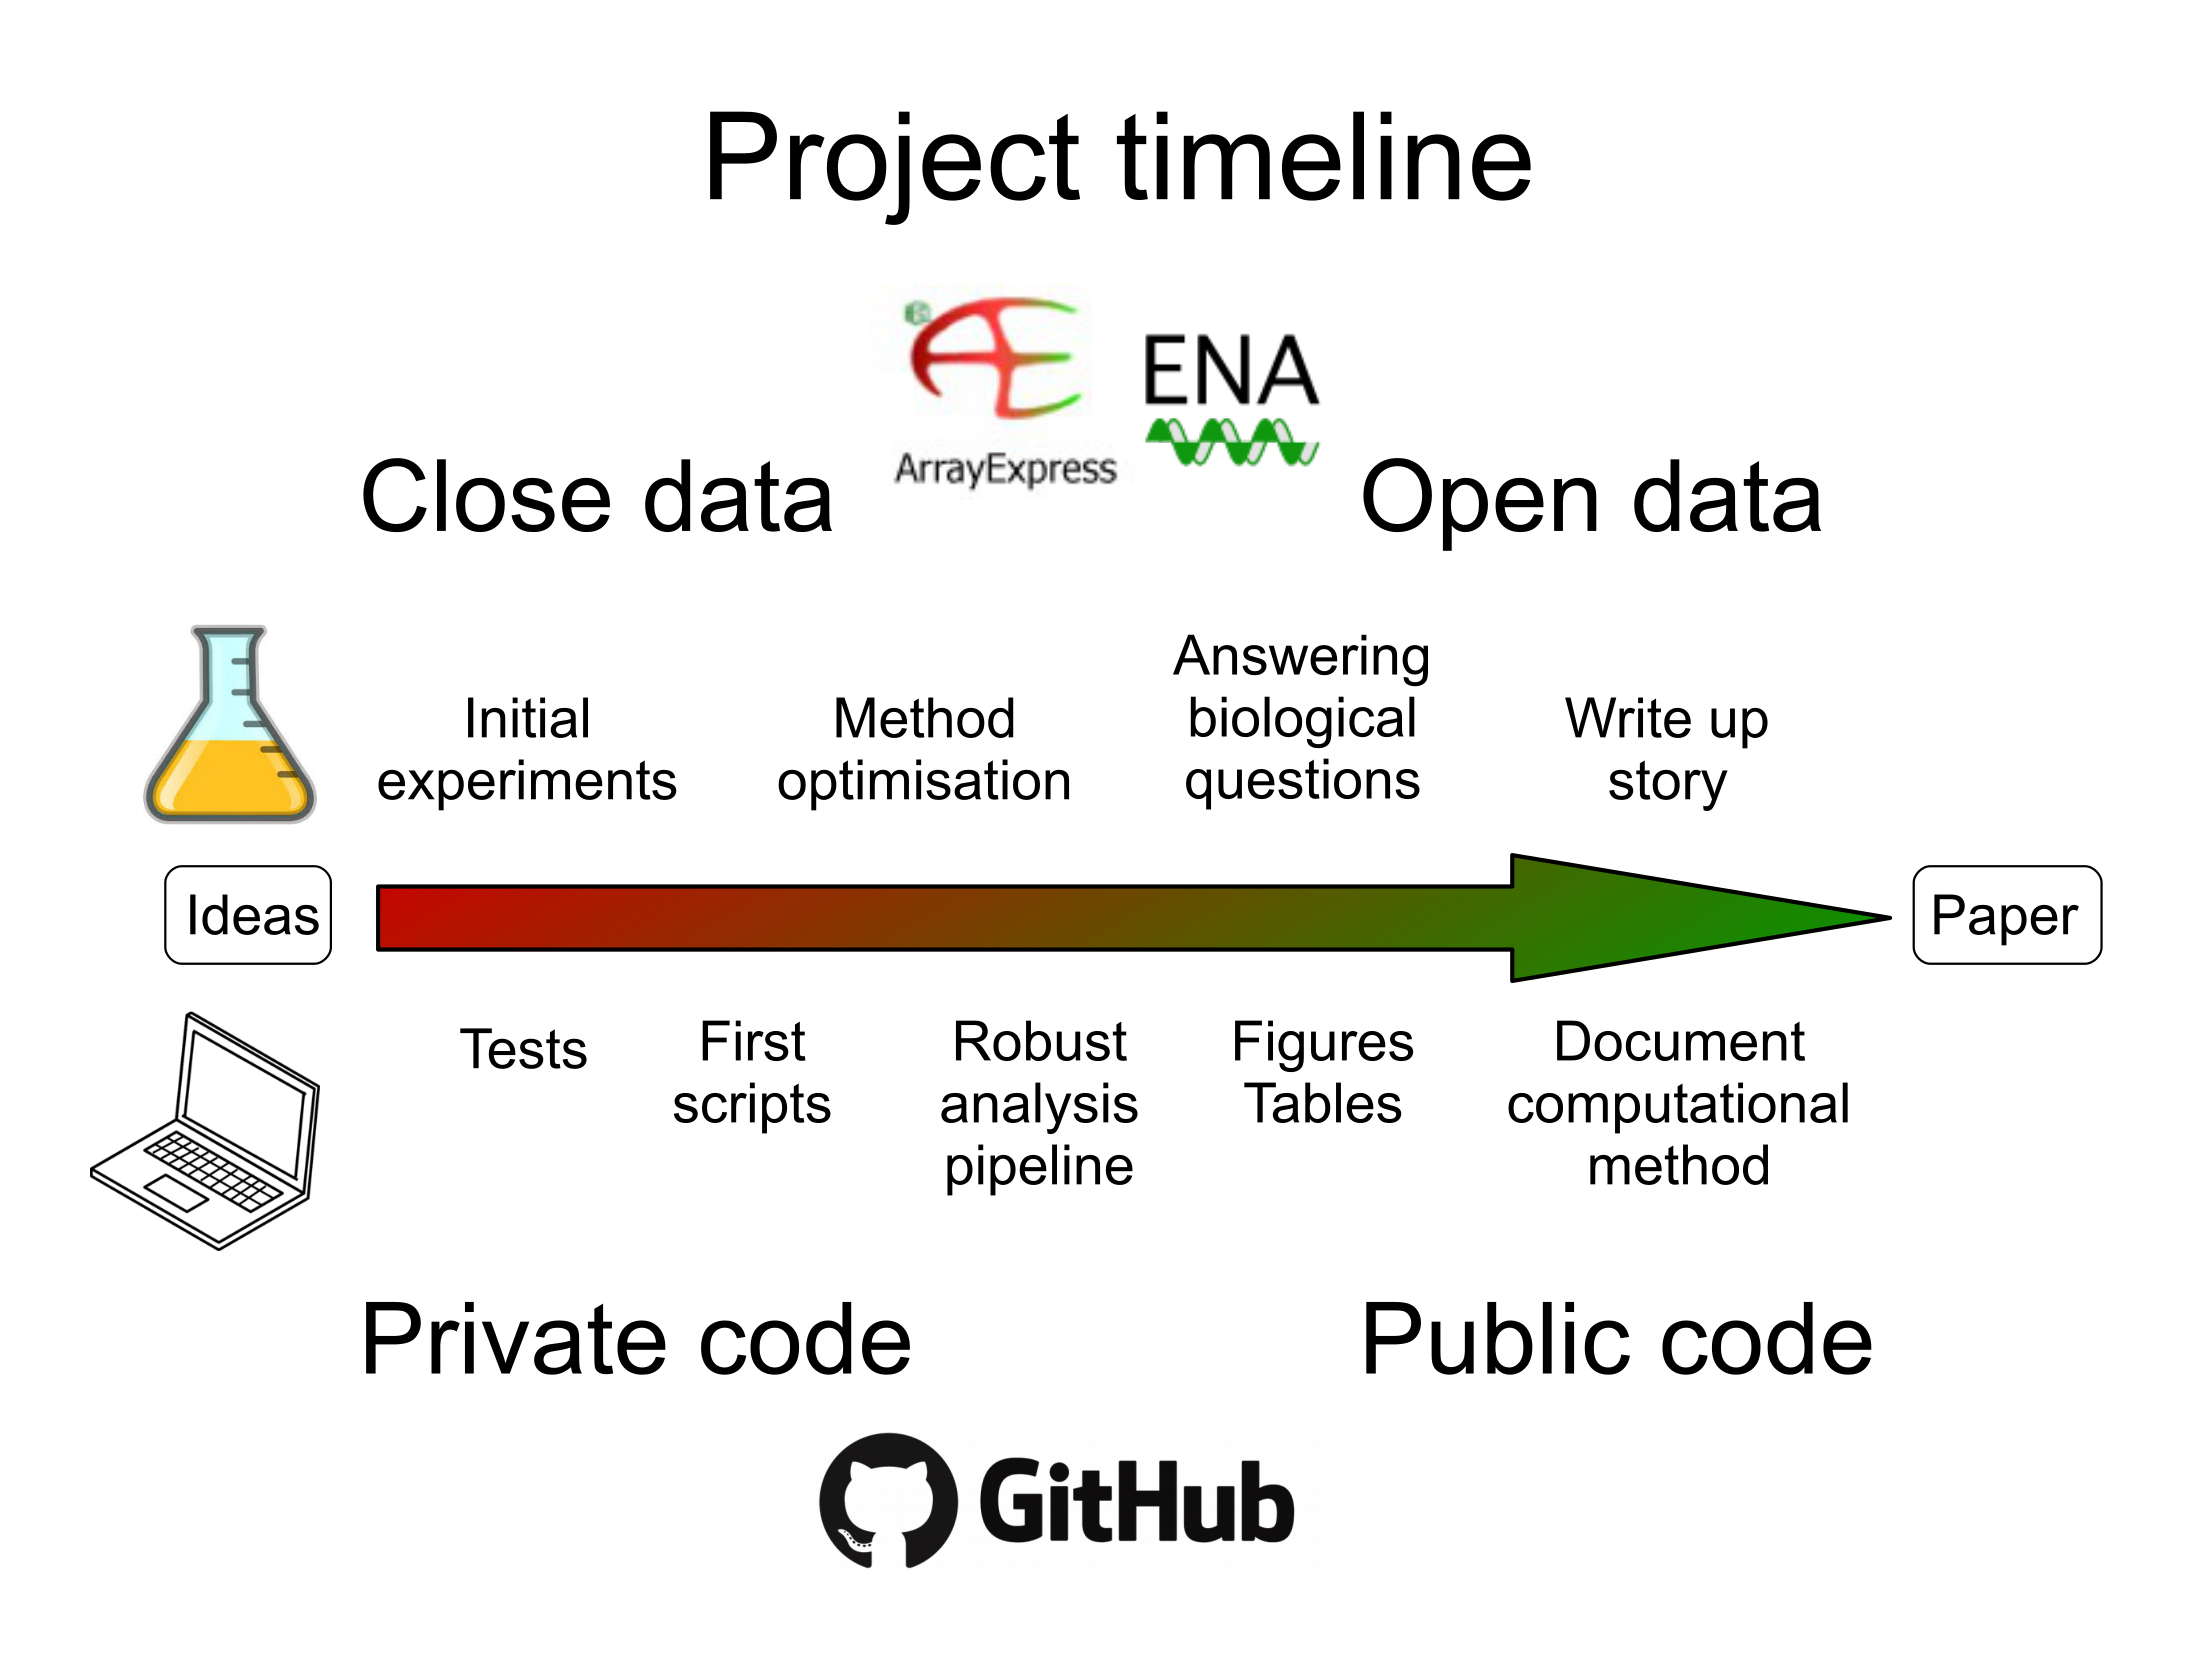 Project timeline
ArrayExpress
ENA
Close data
Open data
Initial
experiments
Method
optimisation
Answering
biological
questions
Write up
story
Ideas
Paper
Tests
First
scripts
Robust
analysis
pipeline
Figures
Tables
Document
computational
method
Private code
Public code
GitHub